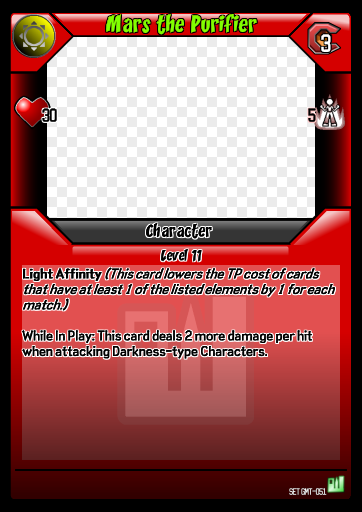 Mars the Purifier
3
30
5
Character
Level 11
Light Affinity (This card lowers the TP cost of cards
that have at least 1 of the listed elements by 1 for each
match.)
While In Play: This card deals 2 more damage per hit
when attacking Darkness-type Characters.
SET GMT-051